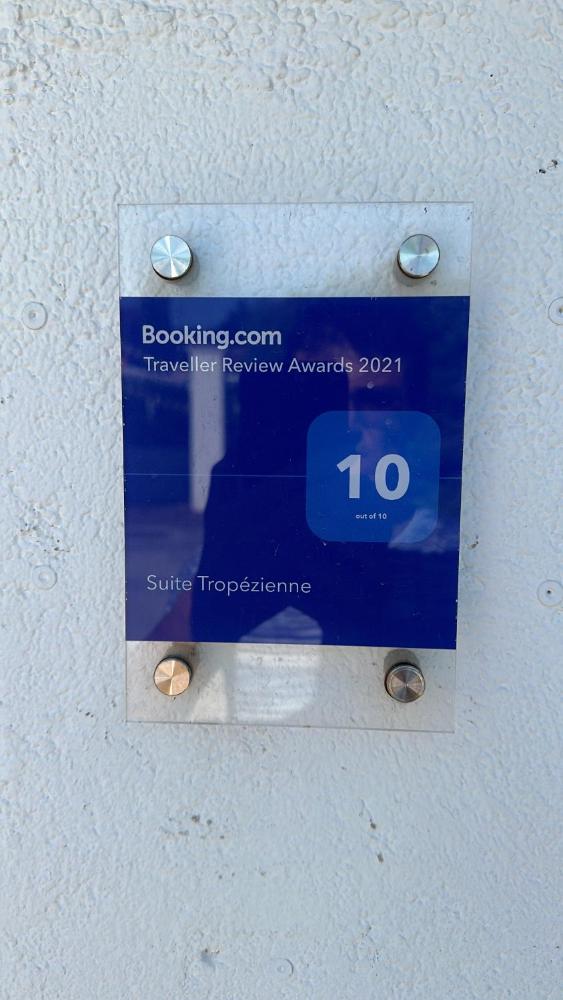 Booking.com
Traveller Review Awards 2021
10
out of 10
Suite Tropézienne